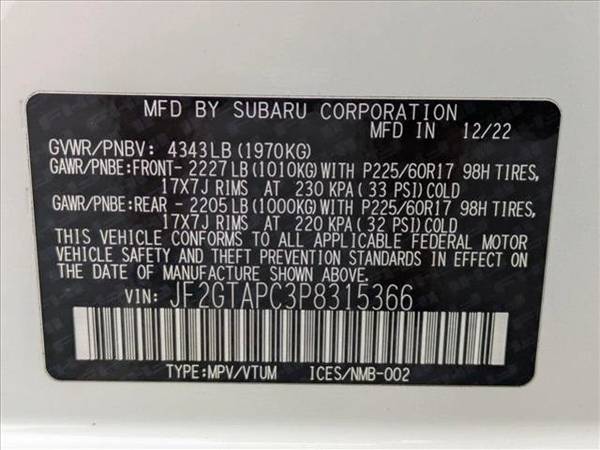 MFD BY SUBARU CORPORATION
MFD IN 12/22
GVWR/PNBV: 4343LB (1970KG)
GAWR/PNBE:FRONT- 2227LB (1010KG)WITH P225/60R17 98H TIRES,
17X7J RIMS AT 230 KPA (33 PSI)COLD
GAWR/PNBE:REAR - 2205LB (1000KG)WITH P225/60R17 98H TIRES,
17X7J RIMS AT 220 KPA (32 PSI)COLD
THIS VEHICLE CONFORMS TO ALL APPLICABLE FEDERAL MOTOR
VEHICLE SAFETY AND THEFT PREVENTION STANDARDS IN EFFECT ON
THE DATE OF MANUFACTURE SHOWN ABOVE.
VIN: JF2GTAPC3P8315366
TYPE:MPV/VTUM ICES/NMB-002